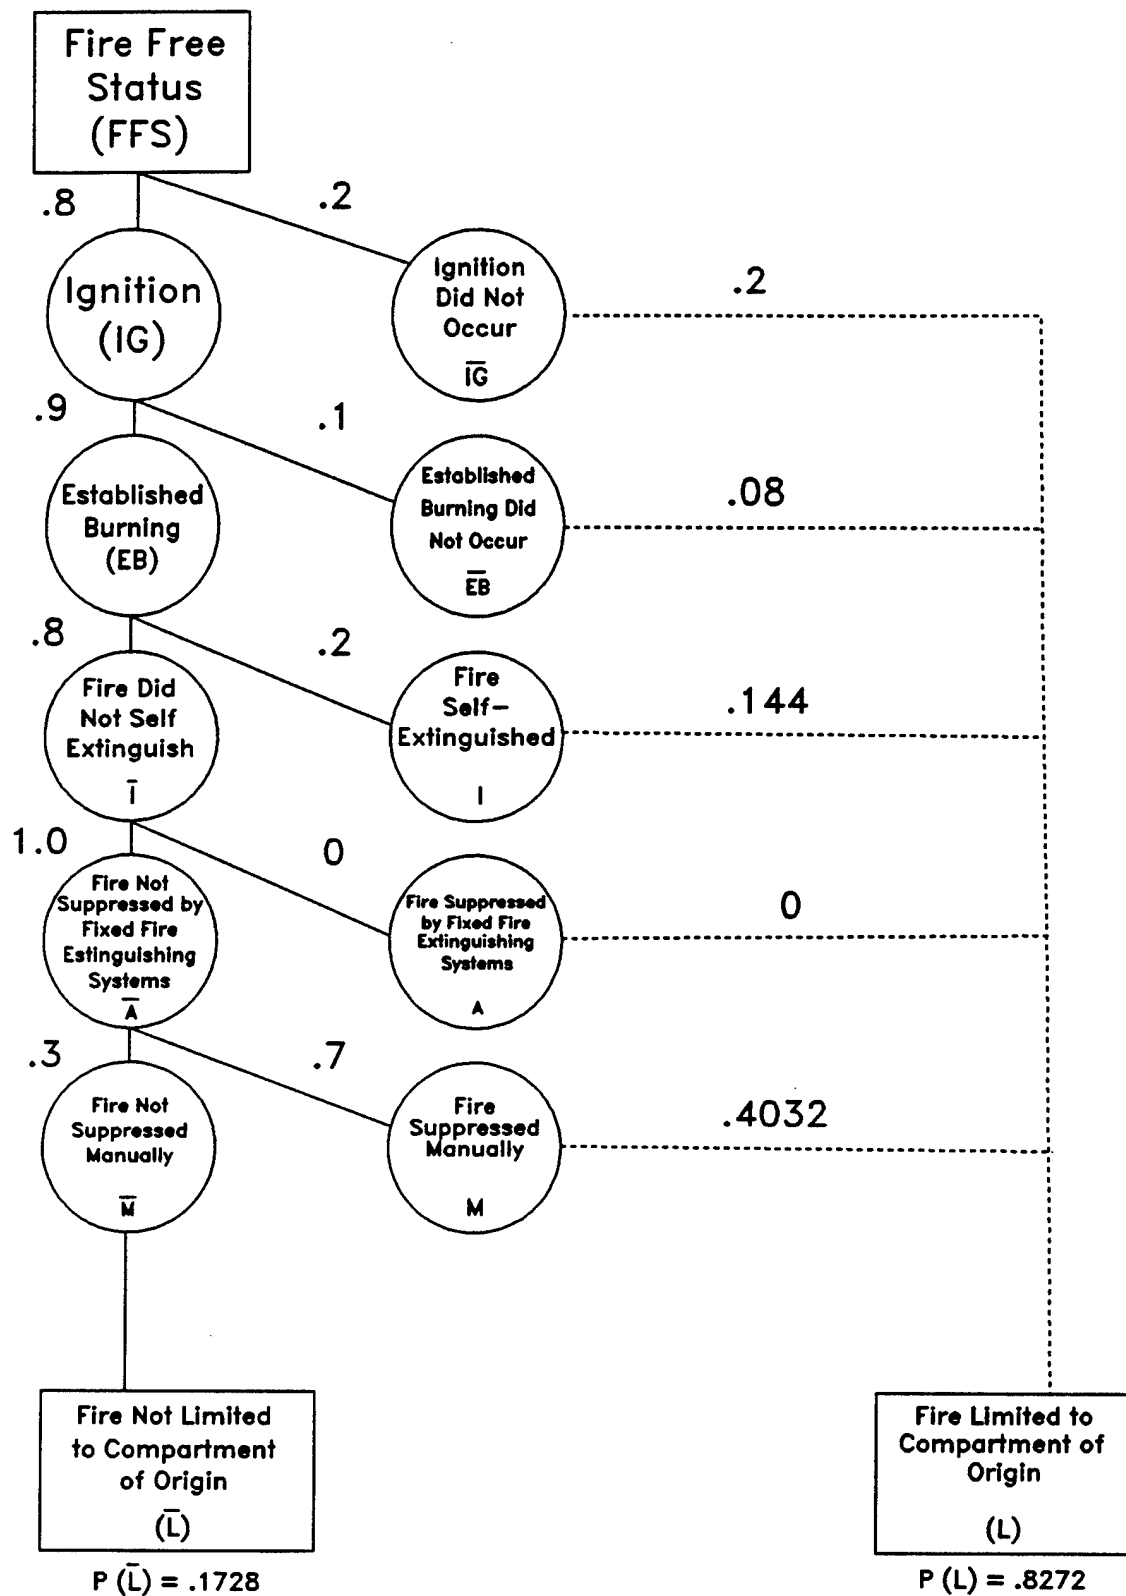 Fire Free
Status
(FFS)
.8
.2
Ignition
(IG)
Ignition
Did Not
Occur
I̅G̅
.2
.9
.1
Established
Burning
(EB)
Established
Burning Did
Not Occur
E̅B̅
.08
.8
.2
Fire Did
Not Self
Extinguish
I̅
Fire
Self-
Extinguished
I
.144
1.0
0
Fire Not
Suppressed by
Fixed Fire
Estinguishing
Systems
A̅
Fire Suppressed
by Fixed Fire
Extinguishing
Systems
A
0
.3
.7
Fire Not
Suppressed
Manually
M̅
Fire
Suppressed
Manually
M
.4032
Fire Not Limited
to Compartment
of Origin
(L̅)
P (L̅) = .1728
Fire Limited to
Compartment of
Origin
(L)
P (L) = .8272